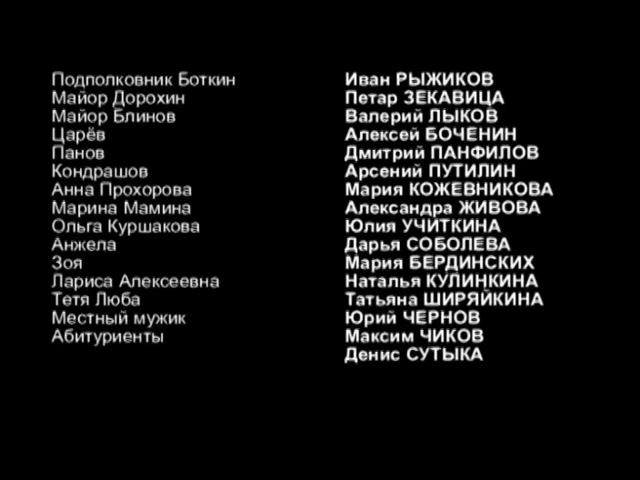 Подполковник Боткин Иван РЫЖИКОВ
Майор Дорохин Петар ЗЕКАВИЦА
Майор Блинов Валерий ЛЫКОВ
Царёв Алексей БОЧЕНИН
Панов Дмитрий ПАНФИЛОВ
Кондрашов Арсений ПУТИЛИН
Анна Прохорова Мария КОЖЕВНИКОВА
Марина Мамина Александра ЖИВОВА
Ольга Куршакова Юлия УЧИТКИНА
Анжела Дарья СОБОЛЕВА
Зоя Мария БЕРДИНСКИХ
Лариса Алексеевна Наталья КУЛИНКИНА
Тетя Люба Татьяна ШИРЯЙКИНА
Местный мужик Юрий ЧЕРНОВ
Абитуриенты Максим ЧИКОВ
Денис СУТЫКА